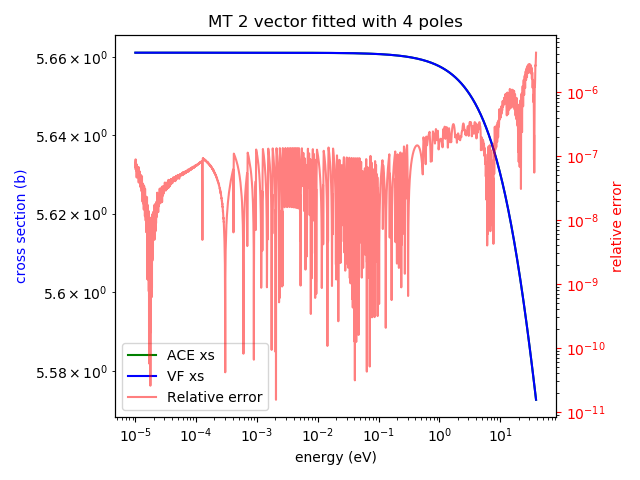 MT 2 vector fitted with 4 poles
5.66 × 10⁰
5.64 × 10⁰
5.62 × 10⁰
5.6 × 10⁰
5.58 × 10⁰
cross section (b)
10⁻⁶
10⁻⁷
10⁻⁸
10⁻⁹
10⁻¹⁰
10⁻¹¹
relative error
ACE xs
VF xs
Relative error
10⁻⁵ 10⁻⁴ 10⁻³ 10⁻² 10⁻¹ 10⁰ 10¹
energy (eV)